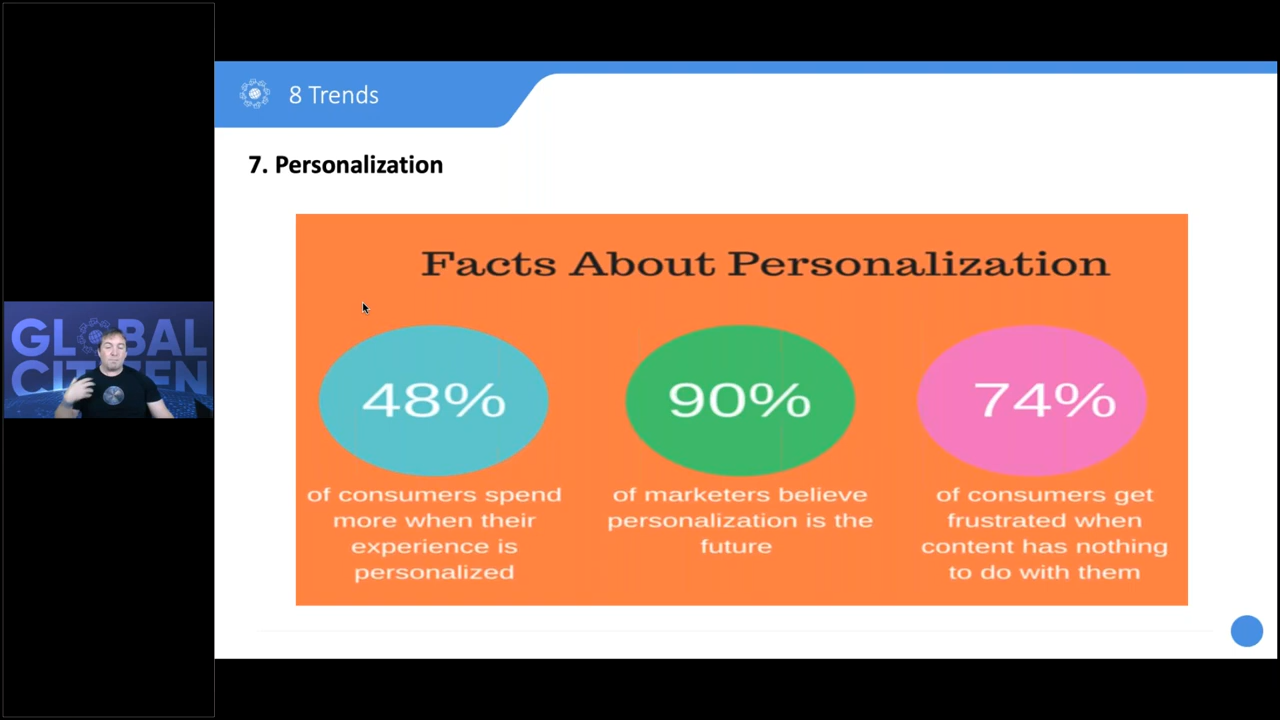 8 Trends
7. Personalization
Facts About Personalization
48%
90%
74%
of consumers spend
more when their
experience is
personalized
of marketers believe
personalization is the
future
of consumers get
frustrated when
content has nothing
to do with them
GLOBAL
CITIZEN